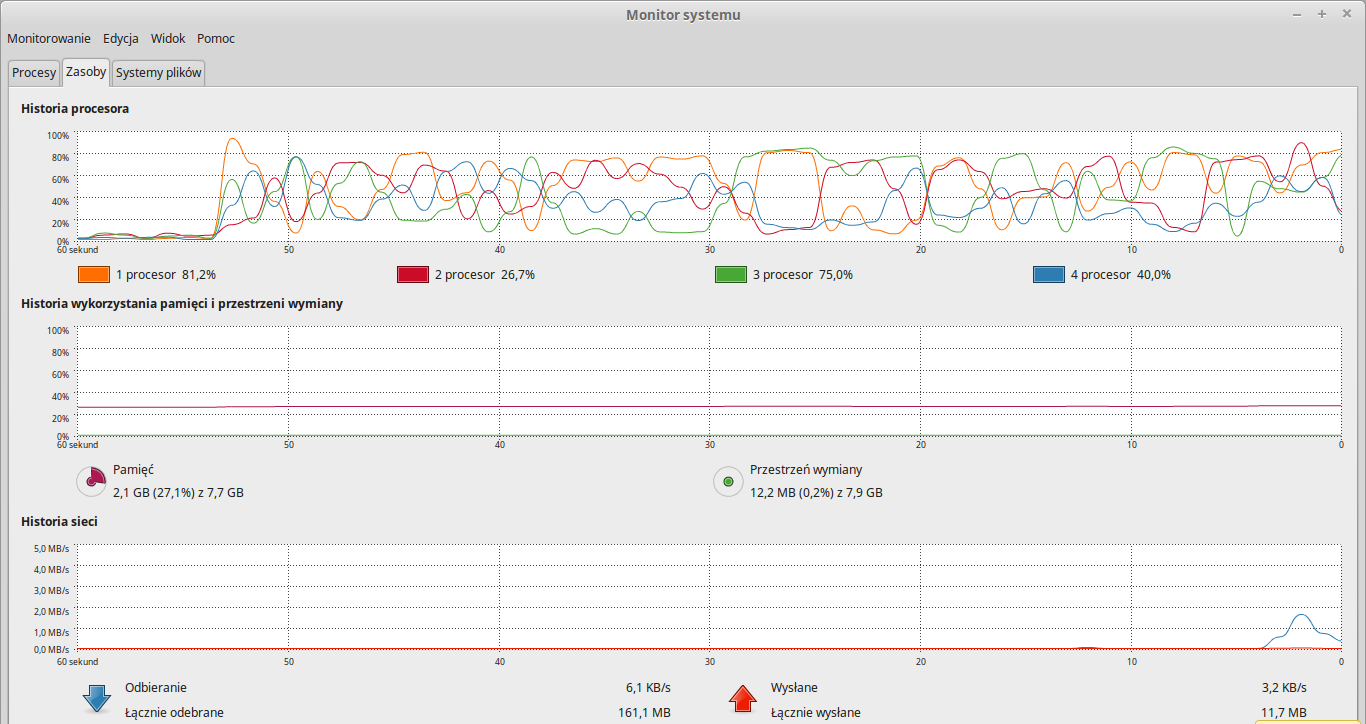 Monitor systemu
Monitorowanie Edycja Widok Pomoc
Procesy Zasoby Systemy plików
Historia procesora
100%
80%
60%
40%
20%
0%
60 sekund 50 40 30 20 10 0
1 procesor 81,2% 2 procesor 26,7% 3 procesor 75,0% 4 procesor 40,0%
Historia wykorzystania pamięci i przestrzeni wymiany
100%
80%
60%
40%
20%
0%
60 sekund 50 40 30 20 10 0
Pamięć Przestrzeń wymiany
2,1 GB (27,1%) z 7,7 GB 12,2 MB (0,2%) z 7,9 GB
Historia sieci
5,0 MB/s
4,0 MB/s
3,0 MB/s
2,0 MB/s
1,0 MB/s
0,0 MB/s
60 sekund 50 40 30 20 10 0
Odbieranie 6,1 KB/s Wysłane 3,2 KB/s
Łącznie odebrane 161,1 MB Łącznie wysłane 11,7 MB